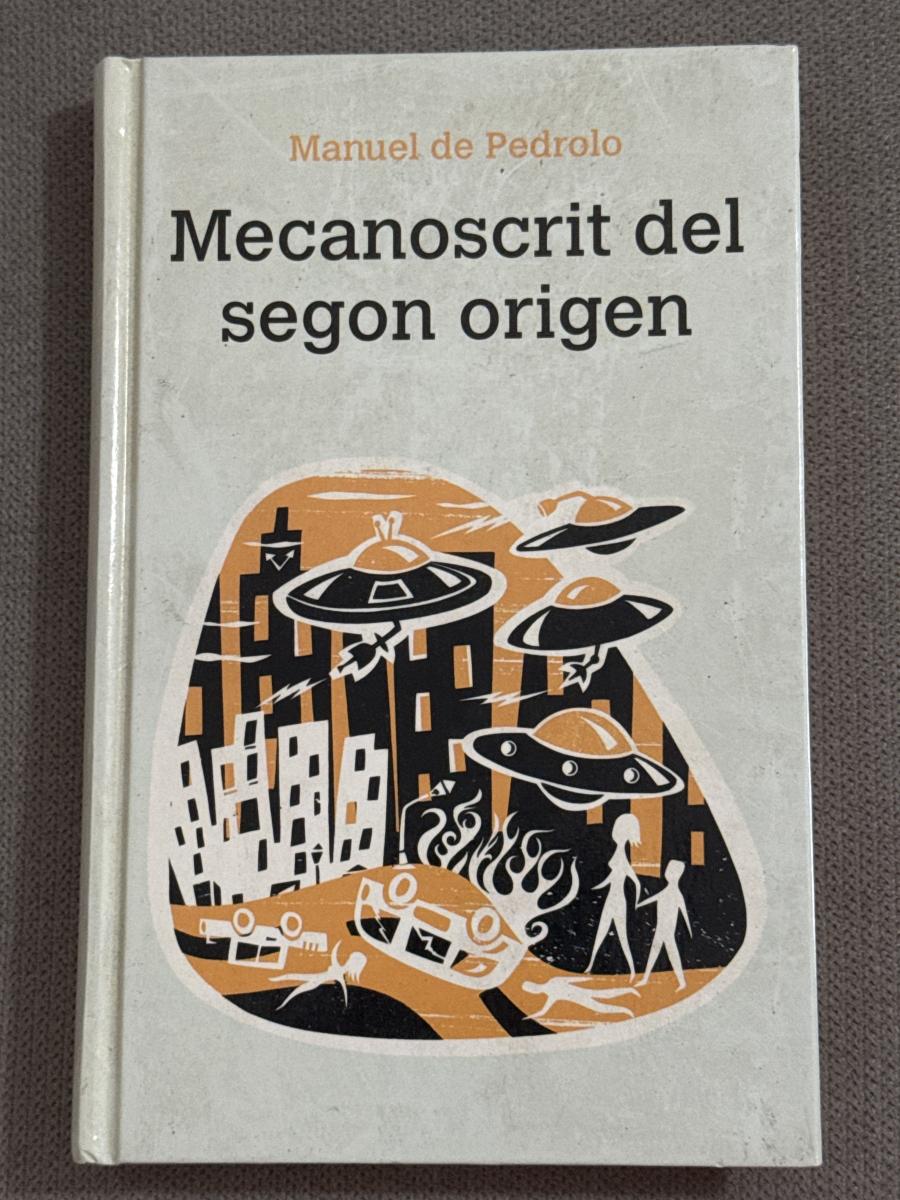 Manuel de Pedrolo
Mecanoscrit del
segon origen